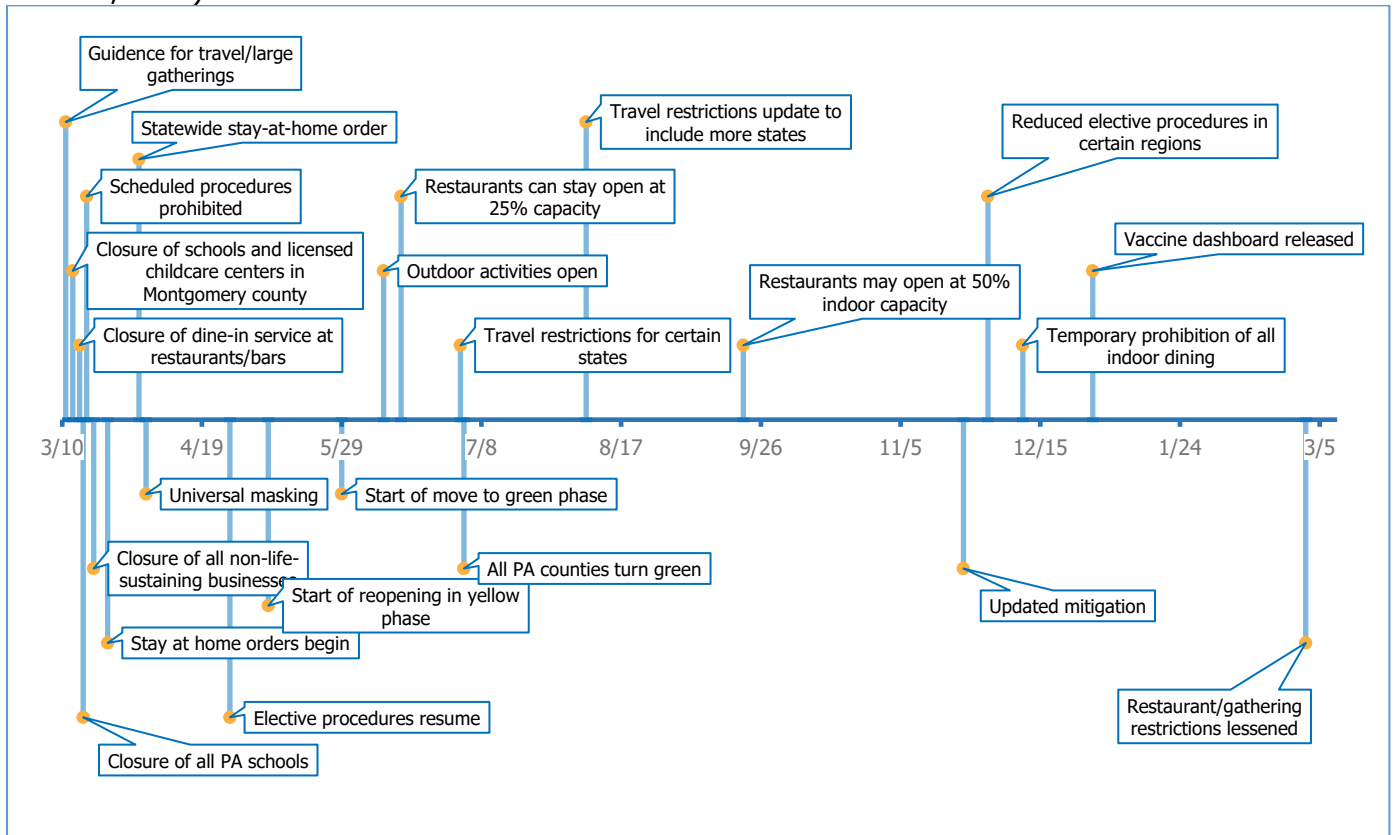 Guidence for travel/large
gatherings
Statewide stay-at-home order
Scheduled procedures
prohibited
Closure of schools and licensed
childcare centers in
Montgomery county
Closure of dine-in service at
restaurants/bars
Travel restrictions update to
include more states
Restaurants can stay open at
25% capacity
Outdoor activities open
Travel restrictions for certain
states
Restaurants may open at 50%
indoor capacity
Reduced elective procedures in
certain regions
Vaccine dashboard released
Temporary prohibition of all
indoor dining
3/10 4/19 5/29 7/8 8/17 9/26 11/5 12/15 1/24 3/5
Universal masking
Start of move to green phase
Closure of all non-life-
sustaining businesses
Start of reopening in yellow
phase
All PA counties turn green
Updated mitigation
Stay at home orders begin
Elective procedures resume
Closure of all PA schools
Restaurant/gathering
restrictions lessened